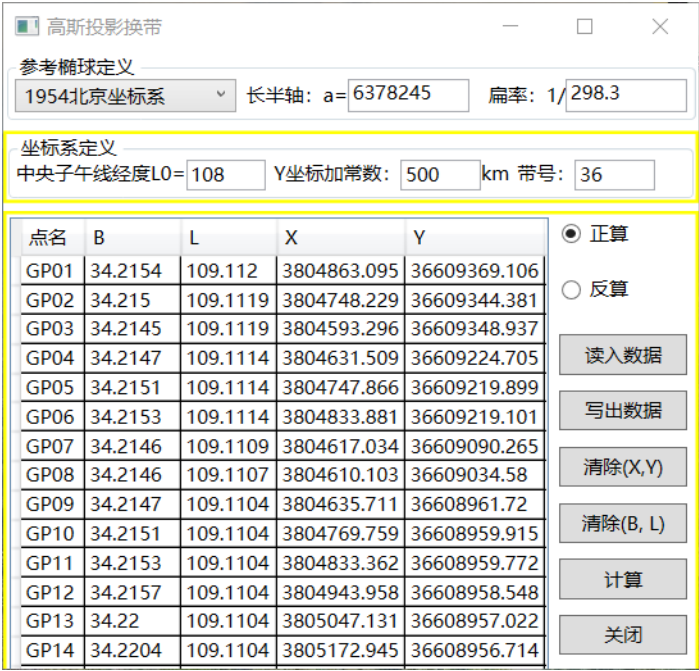 高斯投影换带
参考椭球定义
1954北京坐标系 长半轴：a= 6378245 扁率：1/ 298.3
坐标系定义
中央子午线经度L0= 108 Y坐标加常数： 500 km 带号： 36
点名 B L X Y
GP01 34.2154 109.112 3804863.095 36609369.106
GP02 34.215 109.1119 3804748.229 36609344.381
GP03 34.2145 109.1119 3804593.296 36609348.937
GP04 34.2147 109.1114 3804631.509 36609224.705
GP05 34.2151 109.1114 3804747.866 36609219.899
GP06 34.2153 109.1114 3804833.881 36609219.101
GP07 34.2146 109.1109 3804617.034 36609090.265
GP08 34.2146 109.1107 3804610.103 36609034.58
GP09 34.2147 109.1104 3804635.711 36608961.72
GP10 34.2151 109.1104 3804769.759 36608959.915
GP11 34.2153 109.1104 3804833.362 36608959.772
GP12 34.2157 109.1104 3804943.958 36608958.548
GP13 34.22 109.1104 3805047.131 36608957.022
GP14 34.2204 109.1104 3805172.945 36608956.714
正算
反算
读入数据
写出数据
清除(X,Y)
清除(B, L)
计算
关闭